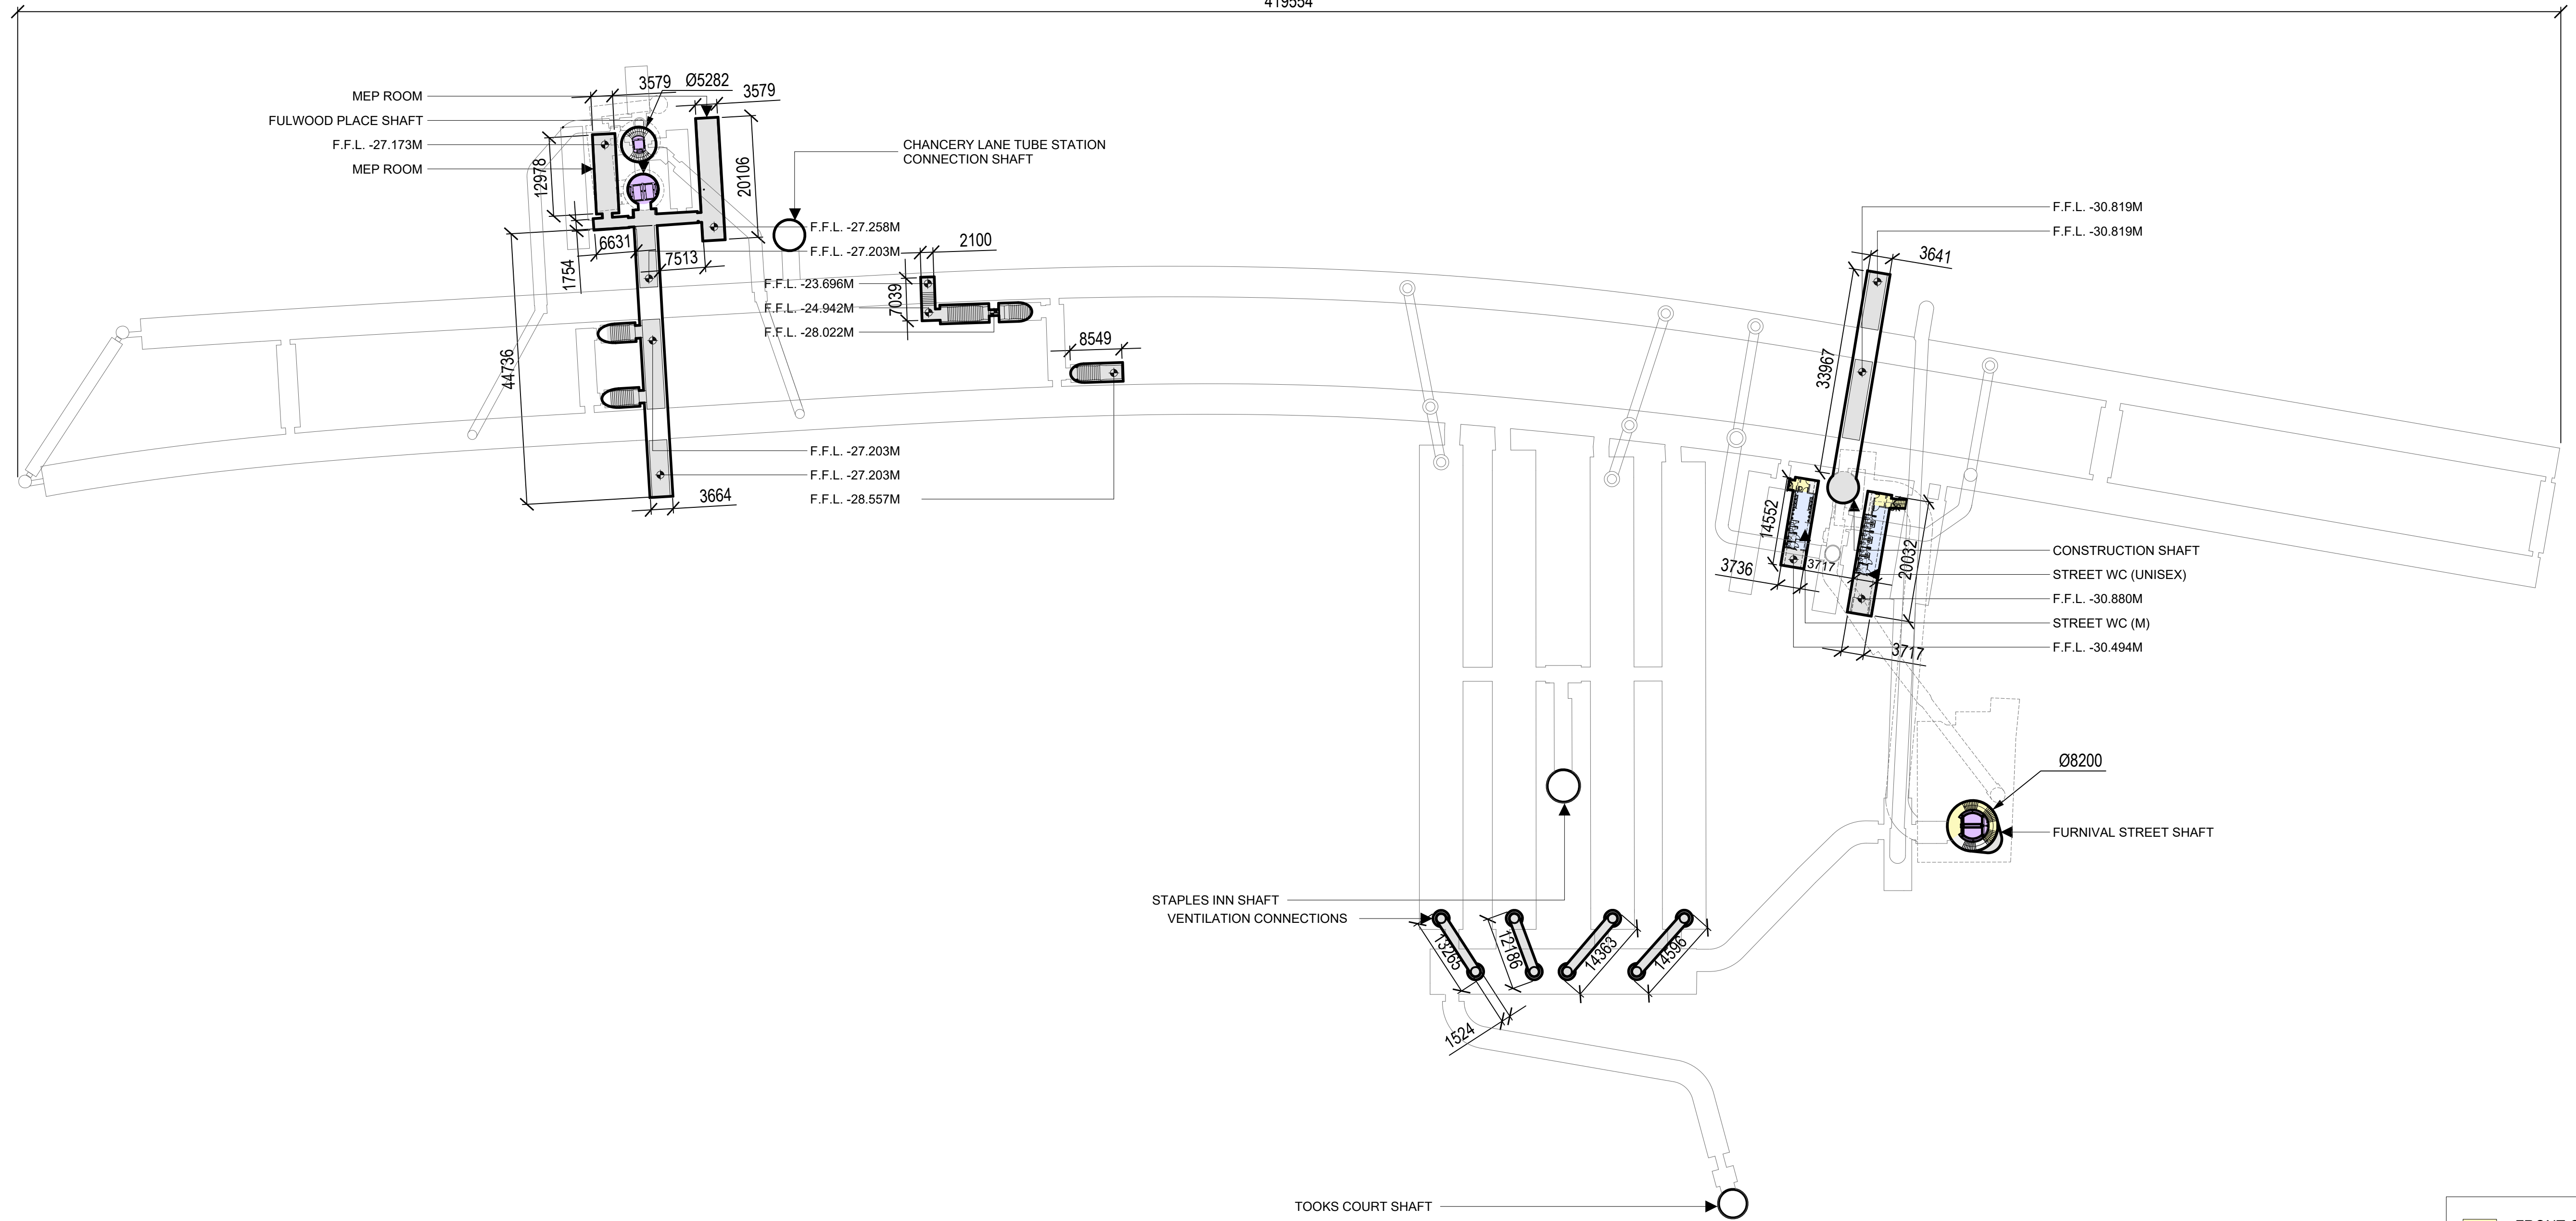 419554
3579 Ø5282
3579
MEP ROOM
FULWOOD PLACE SHAFT
F.F.L. -27.173M
MEP ROOM
12978
20106
CHANCERY LANE TUBE STATION
CONNECTION SHAFT
F.F.L. -27.258M
F.F.L. -27.203M
6631
7513
1754
2100
F.F.L. -23.696M
F.F.L. -24.942M
F.F.L. -28.022M
7039
8549
44736
F.F.L. -27.203M
F.F.L. -27.203M
F.F.L. -28.557M
3664
F.F.L. -30.819M
F.F.L. -30.819M
3641
33967
14552
3736
3717
20032
3717
CONSTRUCTION SHAFT
STREET WC (UNISEX)
F.F.L. -30.880M
STREET WC (M)
F.F.L. -30.494M
Ø8200
FURNIVAL STREET SHAFT
STAPLES INN SHAFT
VENTILATION CONNECTIONS
13265
12186
14363
14596
1524
TOOKS COURT SHAFT